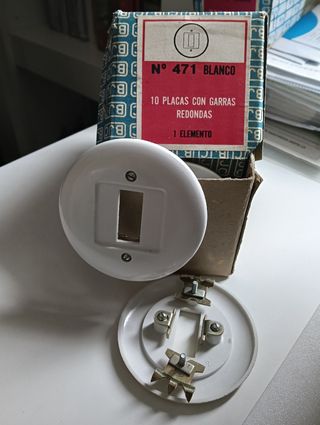 Nº 471 BLANCO
10 PLACAS CON GARRAS
REDONDAS
1 ELEMENTO